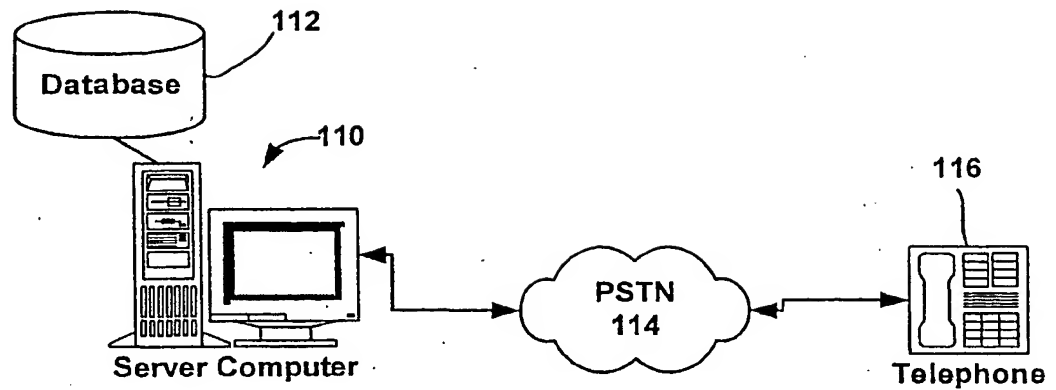 112
Database
110
116
PSTN
114
Server Computer
Telephone